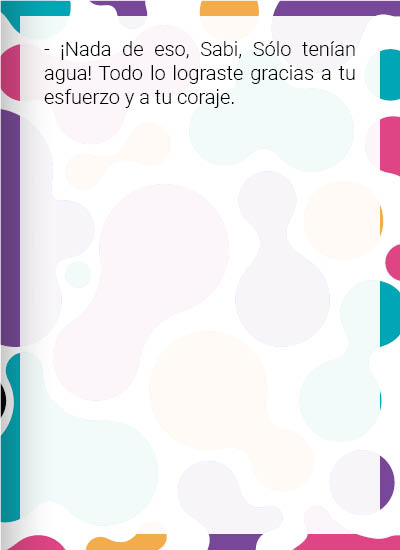 - ¡Nada de eso, Sabi, Sólo tenían
agua! Todo lo lograste gracias a tu
esfuerzo y a tu coraje.